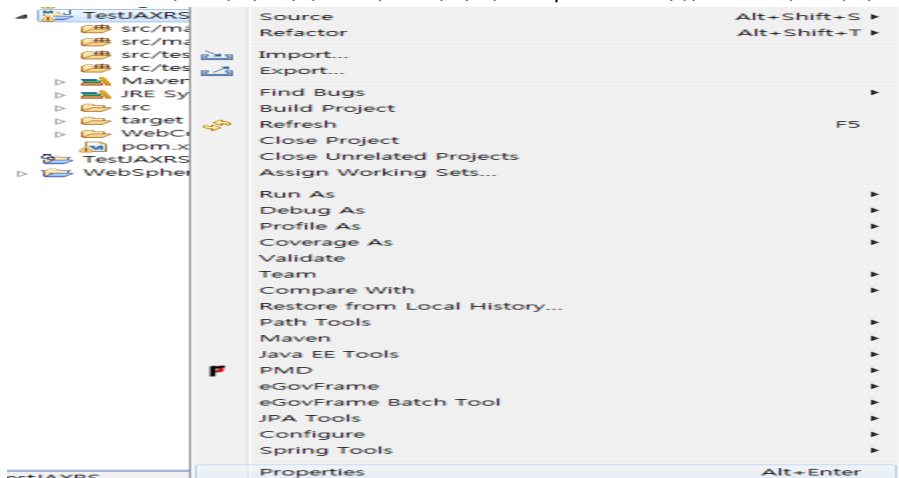 TestJAXRS
src/ma
src/ma
src/tes
src/tes
Maven
JRE Sy
src
target
WebCo
pom.x
TestJAXRS
WebSpher
Source Alt+Shift+S
Refactor Alt+Shift+T
Import...
Export...
Find Bugs
Build Project
Refresh F5
Close Project
Close Unrelated Projects
Assign Working Sets...
Run As
Debug As
Profile As
Coverage As
Validate
Team
Compare With
Restore from Local History...
Path Tools
Maven
Java EE Tools
PMD
eGovFrame
eGovFrame Batch Tool
JPA Tools
Configure
Spring Tools
Properties Alt+Enter